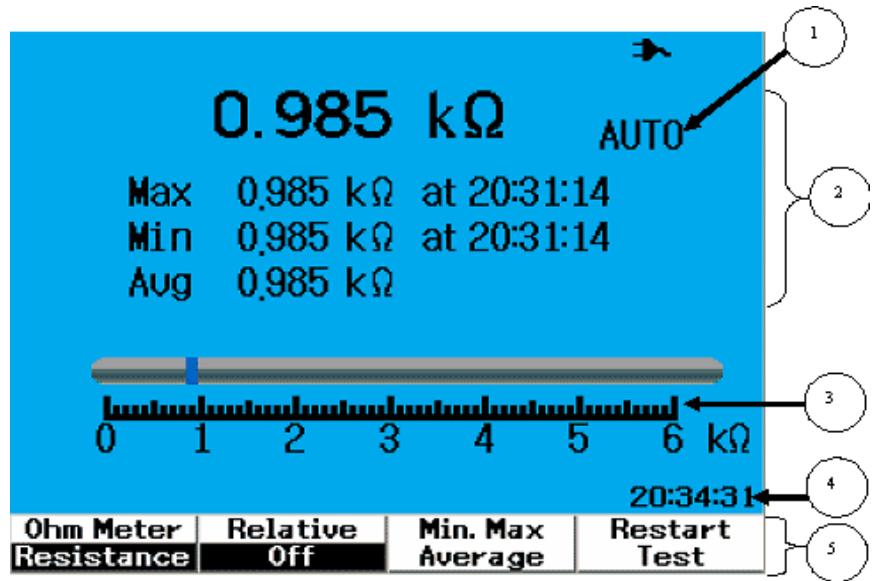 1
0.985 kΩ
AUTO
Max 0.985 kΩ at 20:31:14
2
Min 0.985 kΩ at 20:31:14
Avg 0.985 kΩ
3
0 1 2 3 4 5 6 kΩ
4
20:34:31
Ohm Meter Relative Min. Max Restart
Resistance Off Average Test
5